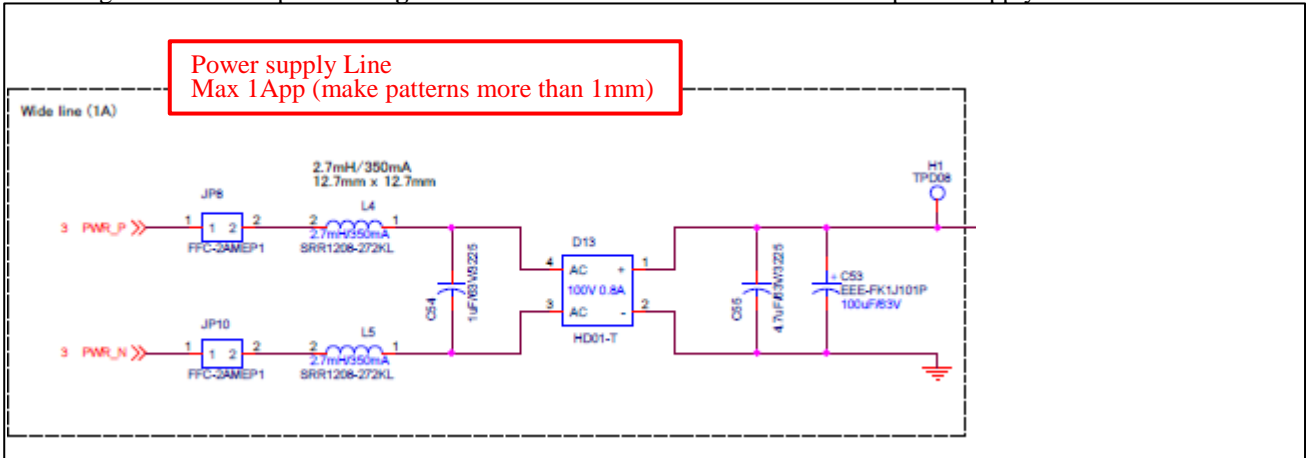 Power supply Line
Max 1App (make patterns more than 1mm)
Wide line (1A)
2.7mH/350mA
12.7mm x 12.7mm
H1
TPD08
JP8
L4
3 PWR_P
1
1 2
2
2
1
2.7mH/350mA
FFC-2AMEP1
SRR1208-272KL
D13
4
AC +
1
C54
1uF/63V/3225
100V 0.8A
C55
4.7uF/63V/3225
+
C53
EEE-FK1J101P
100uF/63V
3
AC -
2
HD01-T
JP10
L5
3 PWR_N
1
1 2
2
2
1
2.7mH/350mA
FFC-2AMEP1
SRR1208-272KL